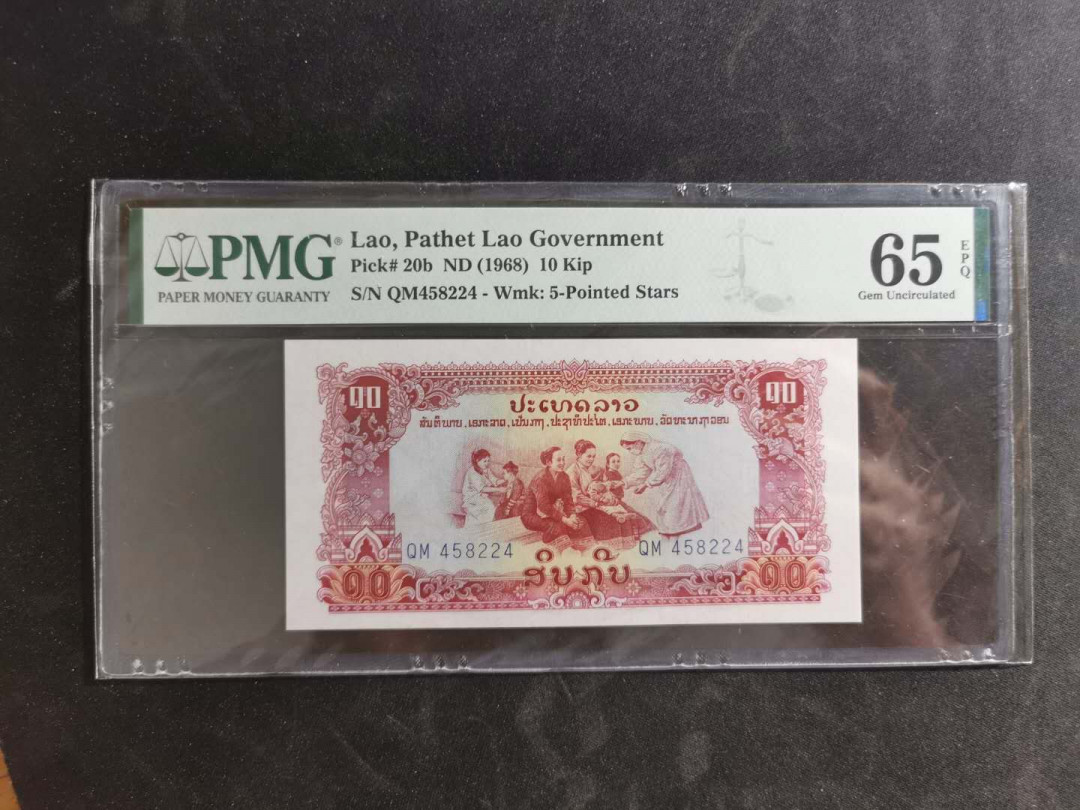 PMG®
PAPER MONEY GUARANTY
Lao, Pathet Lao Government
Pick# 20b ND (1968) 10 Kip
S/N QM458224 - Wmk: 5-Pointed Stars
65
EPQ
Gem Uncirculated
໑໐
໑໐
ປະເທດລາວ
QM 458224
QM 458224
ສິບກີບ
໑໐
໑໐